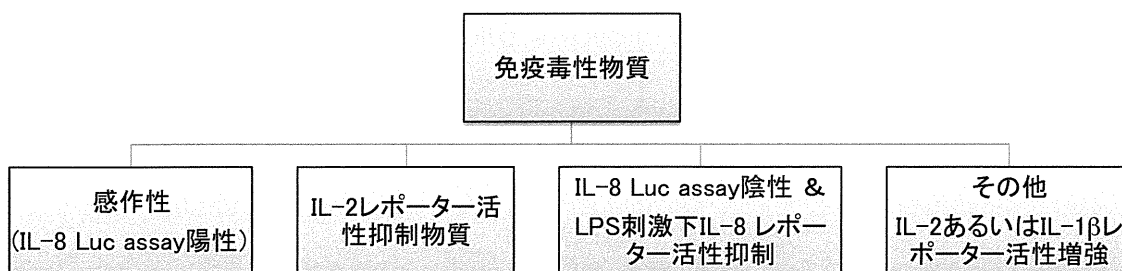 免疫毒性物質
感作性
(IL-8 Luc assay陽性)
IL-2レポーター活
性抑制物質
IL-8 Luc assay陰性 &
LPS刺激下IL-8 レポー
ター活性抑制
その他
IL-2あるいはIL-1βレ
ポーター活性増強